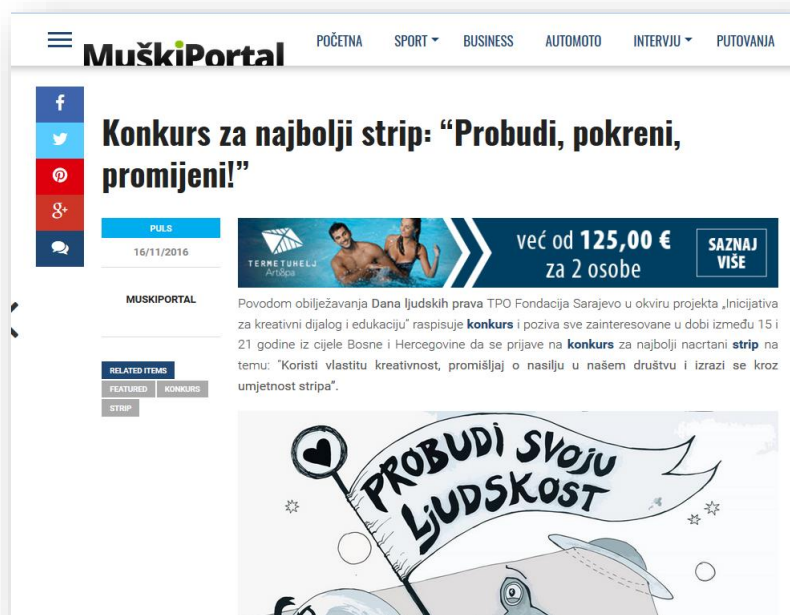 MuškiPortal
POČETNA
SPORT
BUSINESS
AUTOMOTO
INTERVJU
PUTOVANJA
Konkurs za najbolji strip: “Probudi, pokreni,
promijeni!”
PULS
16/11/2016
MUSKIPORTAL
RELATED ITEMS
FEATURED
KONKURS
STRIP
TERME TUHELJ
Art&Spa
već od 125,00 €
za 2 osobe
SAZNAJ
VIŠE
Povodom obilježavanja Dana ljudskih prava TPO Fondacija Sarajevo u okviru projekta „Inicijativa
za kreativni dijalog i edukaciju” raspisuje konkurs i poziva sve zainteresovane u dobi između 15 i
21 godine iz cijele Bosne i Hercegovine da se prijave na konkurs za najbolji nacrtani strip na
temu: "Koristi vlastitu kreativnost, promišljaj o nasilju u našem društvu i izrazi se kroz
umjetnost stripa”.
PROBUDI SVOJU
LJUDSKOST